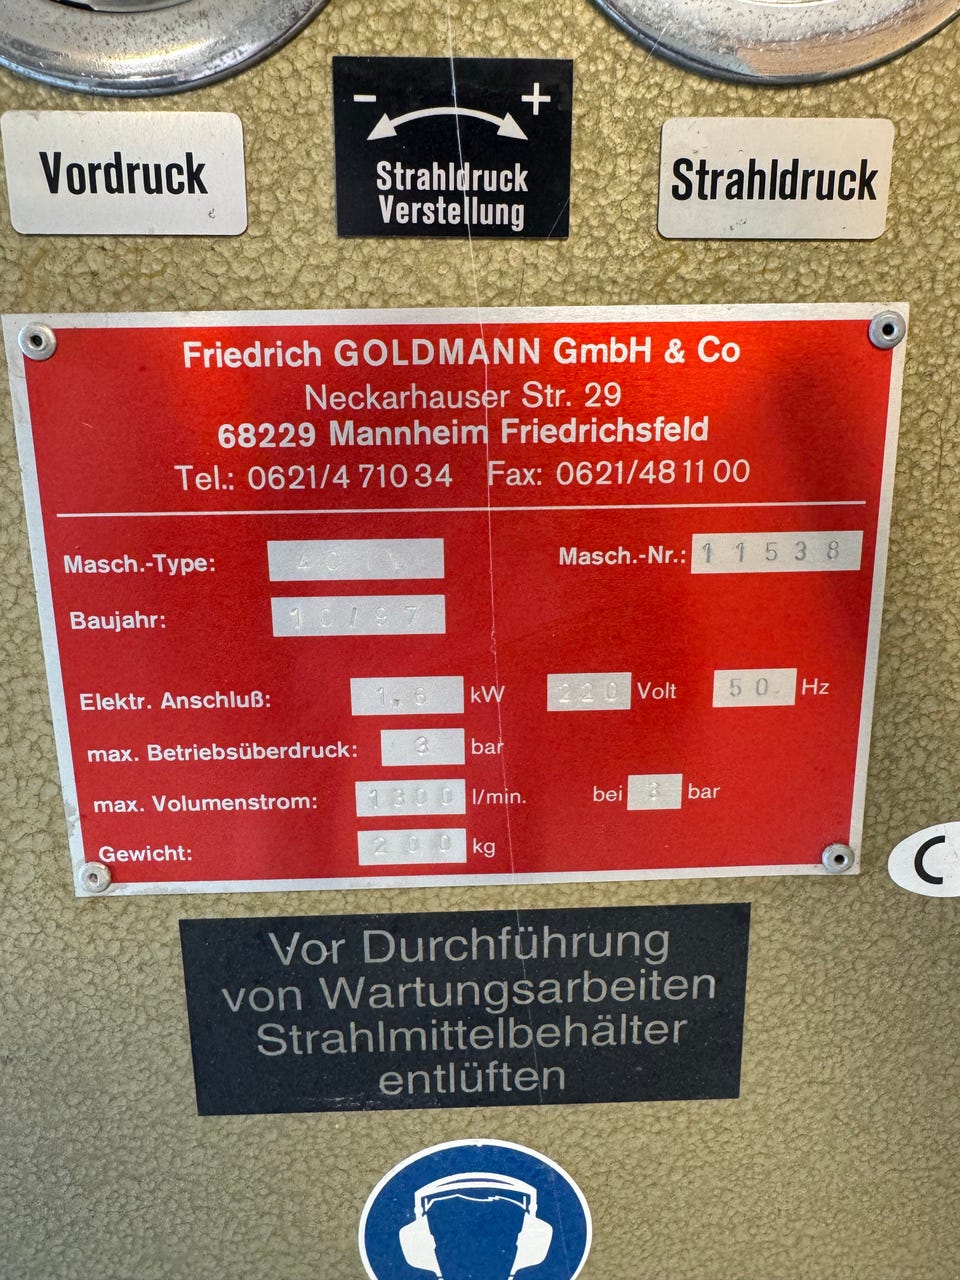 Vordruck
- +
Strahldruck
Verstellung
Strahldruck
Friedrich GOLDMANN GmbH & Co
Neckarhauser Str. 29
68229 Mannheim Friedrichsfeld
Tel.: 0621/4 710 34 Fax: 0621/48 11 00
Masch.-Type: Masch.-Nr.: 11538
Baujahr: 10/97
Elektr. Anschluß: 1,6 kW 220 Volt 50 Hz
max. Betriebsüberdruck: 3 bar
max. Volumenstrom: 1300 l/min. bei 3 bar
Gewicht: 200 kg
Vor Durchführung
von Wartungsarbeiten
Strahlmittelbehälter
entlüften